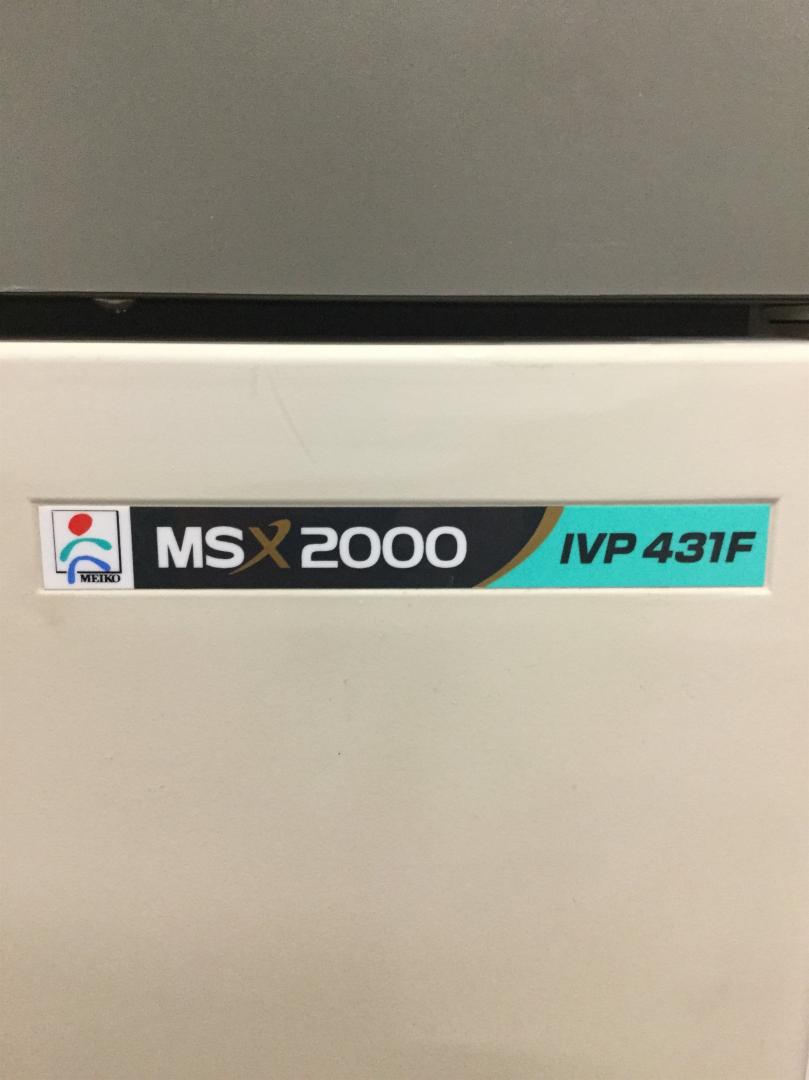 MEIKO
MSX 2000
IVP 431F